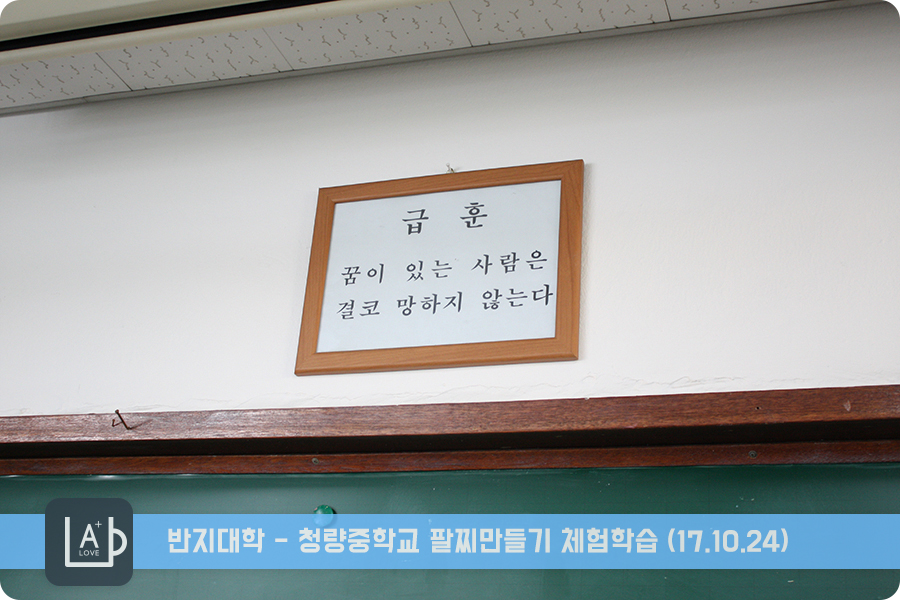 급 훈
꿈이 있는 사람은
결코 망하지 않는다
A+
LOVE
반지대학 - 청량중학교 팔찌만들기 체험학습 (17.10.24)